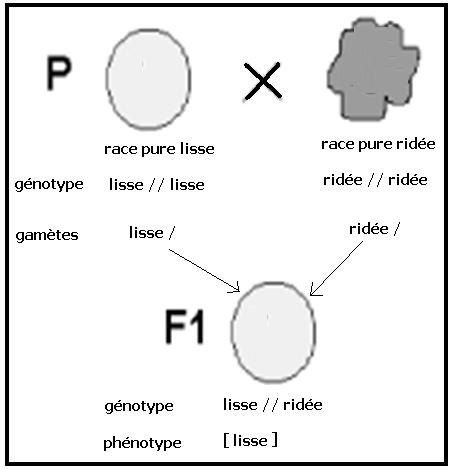 P X
race pure lisse race pure ridée
génotype lisse // lisse ridée // ridée
gamètes lisse / ridée /
F1
génotype lisse // ridée
phénotype [ lisse ]